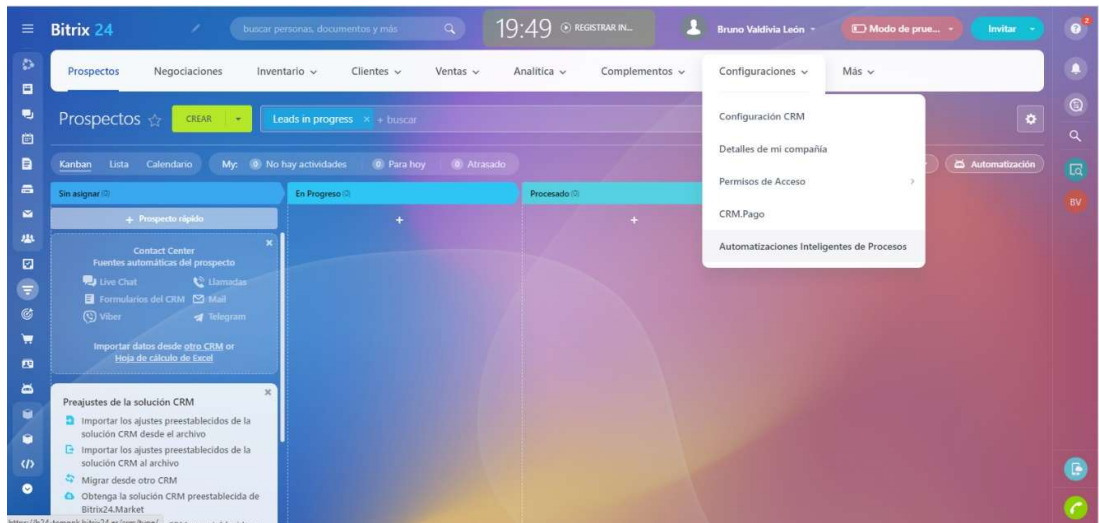 Bitrix 24
buscar personas, documentos y más
19:49 REGISTRAR IN...
Bruno Valdivia León
Modo de prue...
Invitar
2
Prospectos Negociaciones Inventario Clientes Ventas Analítica Complementos Configuraciones Más
Prospectos
CREAR
Leads in progress × + buscar
Configuración CRM
Detalles de mi compañía
Permisos de Acceso
CRM.Pago
Automatizaciones Inteligentes de Procesos
Kanban Lista Calendario My: 0 No hay actividades 0 Para hoy 0 Atrasado
Automatización
Sin asignar (0) En Progreso (0) Procesado (0)
+ Prospecto rápido
+ +
Contact Center
Fuentes automáticas del prospecto
Live Chat Llamadas
Formularios del CRM Mail
Viber Telegram
Importar datos desde otro CRM or
Hoja de cálculo de Excel
Preajustes de la solución CRM
Importar los ajustes preestablecidos de la
solución CRM desde el archivo
Importar los ajustes preestablecidos de la
solución CRM al archivo
Migrar desde otro CRM
Obtenga la solución CRM preestablecida de
Bitrix24.Market
BV